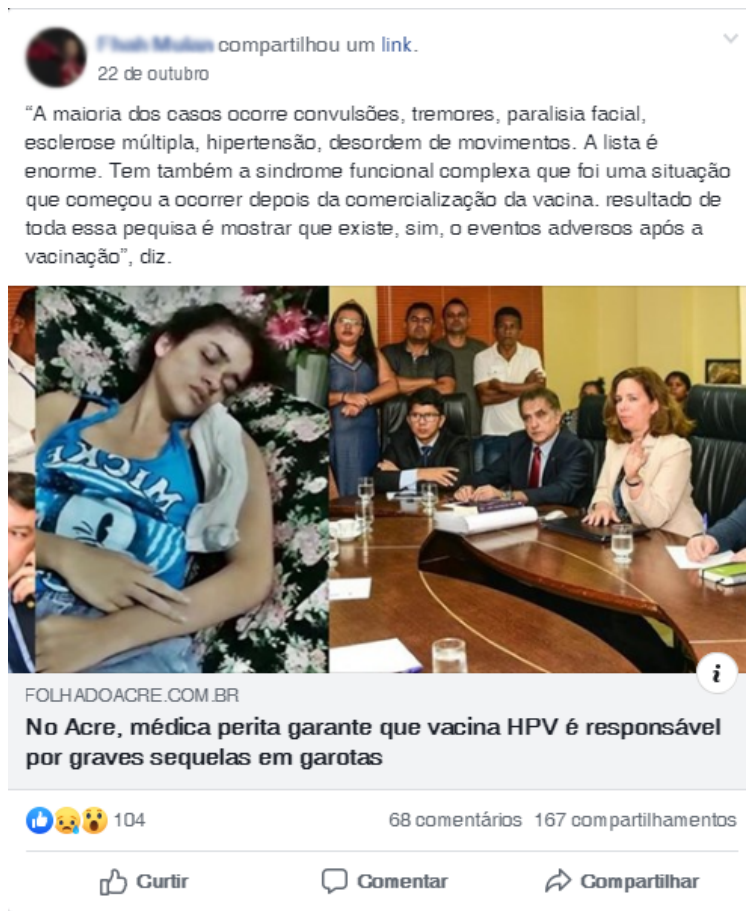 compartilhou um link.
22 de outubro
“A maioria dos casos ocorre convulsões, tremores, paralisia facial,
esclerose múltipla, hipertensão, desordem de movimentos. A lista é
enorme. Tem também a sindrome funcional complexa que foi uma situação
que começou a ocorrer depois da comercialização da vacina. resultado de
toda essa pequisa é mostrar que existe, sim, o eventos adversos após a
vacinação”, diz.
MICKE
FOLHADOACRE.COM.BR
No Acre, médica perita garante que vacina HPV é responsável
por graves sequelas em garotas
104
68 comentários 167 compartilhamentos
Curtir Comentar Compartilhar